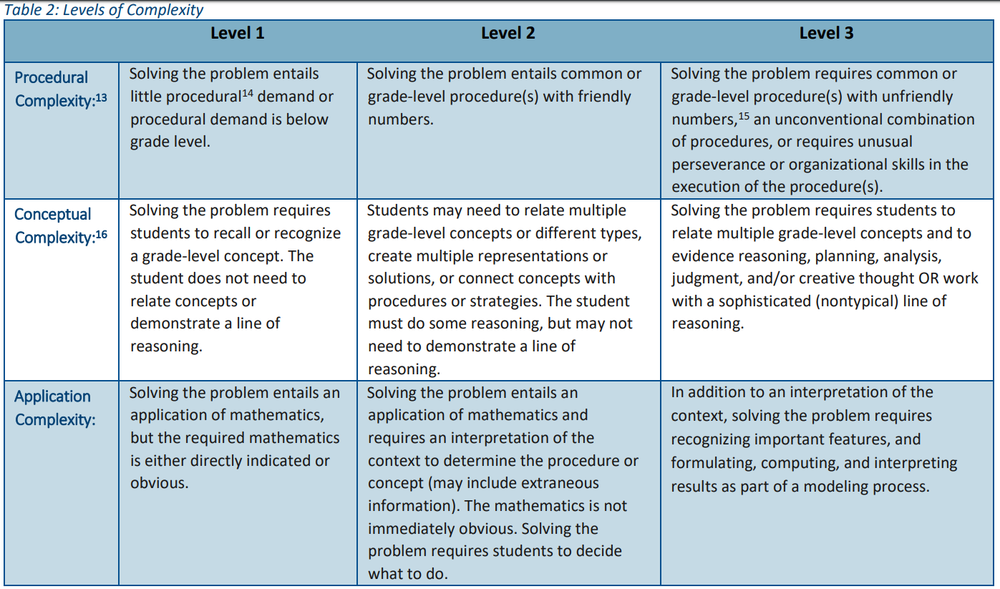 Table 2: Levels of Complexity
Level 1
Level 2
Level 3
Procedural
Complexity:13
Solving the problem entails
little procedural14 demand or
procedural demand is below
grade level.
Solving the problem entails common or
grade-level procedure(s) with friendly
numbers.
Solving the problem requires common or
grade-level procedure(s) with unfriendly
numbers,15 an unconventional combination
of procedures, or requires unusual
perseverance or organizational skills in the
execution of the procedure(s).
Conceptual
Complexity:16
Solving the problem requires
students to recall or recognize
a grade-level concept. The
student does not need to
relate concepts or
demonstrate a line of
reasoning.
Students may need to relate multiple
grade-level concepts or different types,
create multiple representations or
solutions, or connect concepts with
procedures or strategies. The student
must do some reasoning, but may not
need to demonstrate a line of
reasoning.
Solving the problem requires students to
relate multiple grade-level concepts and to
evidence reasoning, planning, analysis,
judgment, and/or creative thought OR work
with a sophisticated (nontypical) line of
reasoning.
Application
Complexity:
Solving the problem entails an
application of mathematics,
but the required mathematics
is either directly indicated or
obvious.
Solving the problem entails an
application of mathematics and
requires an interpretation of the
context to determine the procedure or
concept (may include extraneous
information). The mathematics is not
immediately obvious. Solving the
problem requires students to decide
what to do.
In addition to an interpretation of the
context, solving the problem requires
recognizing important features, and
formulating, computing, and interpreting
results as part of a modeling process.